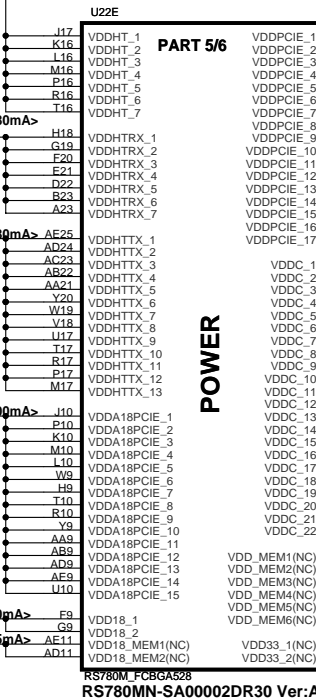 U22E
PART 5/6
J17 VDDHT_1 VDDPCIE_1
K16 VDDHT_2 VDDPCIE_2
L16 VDDHT_3 VDDPCIE_3
M16 VDDHT_4 VDDPCIE_4
P16 VDDHT_5 VDDPCIE_5
R16 VDDHT_6 VDDPCIE_6
T16 VDDHT_7 VDDPCIE_7
VDDPCIE_8
H18 VDDHTRX_1 VDDPCIE_9
G19 VDDHTRX_2 VDDPCIE_10
F20 VDDHTRX_3 VDDPCIE_11
E21 VDDHTRX_4 VDDPCIE_12
D22 VDDHTRX_5 VDDPCIE_13
B23 VDDHTRX_6 VDDPCIE_14
A23 VDDHTRX_7 VDDPCIE_15
VDDPCIE_16
0mA> AE25 VDDHTTX_1 VDDPCIE_17
AD24 VDDHTTX_2
AC23 VDDHTTX_3 VDDC_1
AB22 VDDHTTX_4 VDDC_2
AA21 VDDHTTX_5 VDDC_3
Y20 VDDHTTX_6 VDDC_4
W19 VDDHTTX_7 VDDC_5
V18 VDDHTTX_8 VDDC_6
U17 VDDHTTX_9 VDDC_7
T17 VDDHTTX_10 VDDC_8
R17 VDDHTTX_11 VDDC_9
P17 VDDHTTX_12 VDDC_10
M17 VDDHTTX_13 VDDC_11
VDDC_12
0mA> J10 VDDA18PCIE_1 VDDC_13
P10 VDDA18PCIE_2 VDDC_14
K10 VDDA18PCIE_3 VDDC_15
M10 VDDA18PCIE_4 VDDC_16
L10 VDDA18PCIE_5 VDDC_17
W9 VDDA18PCIE_6 VDDC_18
H9 VDDA18PCIE_7 VDDC_19
T10 VDDA18PCIE_8 VDDC_20
R10 VDDA18PCIE_9 VDDC_21
Y9 VDDA18PCIE_10 VDDC_22
AA9 VDDA18PCIE_11
AB9 VDDA18PCIE_12 VDD_MEM1(NC)
AD9 VDDA18PCIE_13 VDD_MEM2(NC)
AE9 VDDA18PCIE_14 VDD_MEM3(NC)
U10 VDDA18PCIE_15 VDD_MEM4(NC)
VDD_MEM5(NC)
mA> F9 VDD18_1 VDD_MEM6(NC)
G9 VDD18_2
mA> AE11 VDD18_MEM1(NC) VDD33_1(NC)
AD11 VDD18_MEM2(NC) VDD33_2(NC)
POWER
RS780M_FCBGA528
RS780MN-SA00002DR30 Ver:A